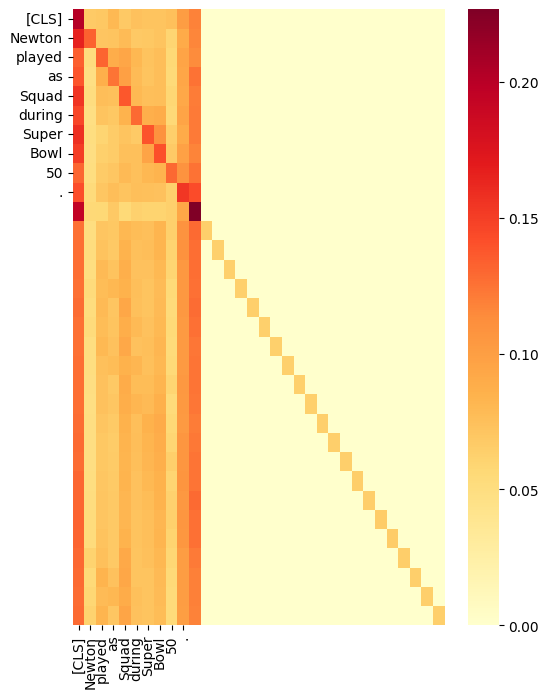 [CLS]
Newton
played
as
Squad
during
Super
Bowl
50
.
[CLS]
Newton
played
as
Squad
during
Super
Bowl
50
.
0.20
0.15
0.10
0.05
0.00